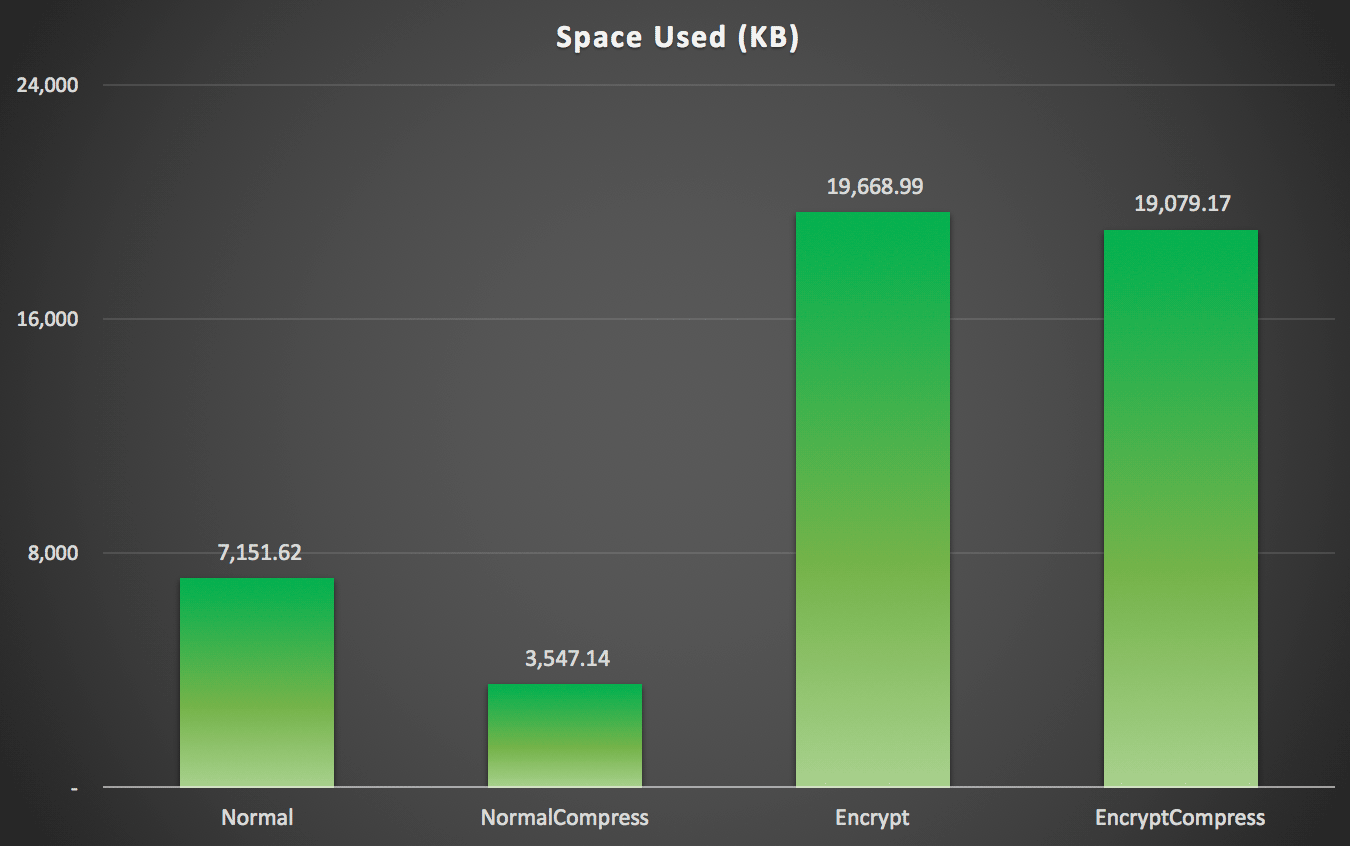 Space Used (KB)
24,000
19,668.99
19,079.17
16,000
8,000
7,151.62
3,547.14
-
Normal
NormalCompress
Encrypt
EncryptCompress